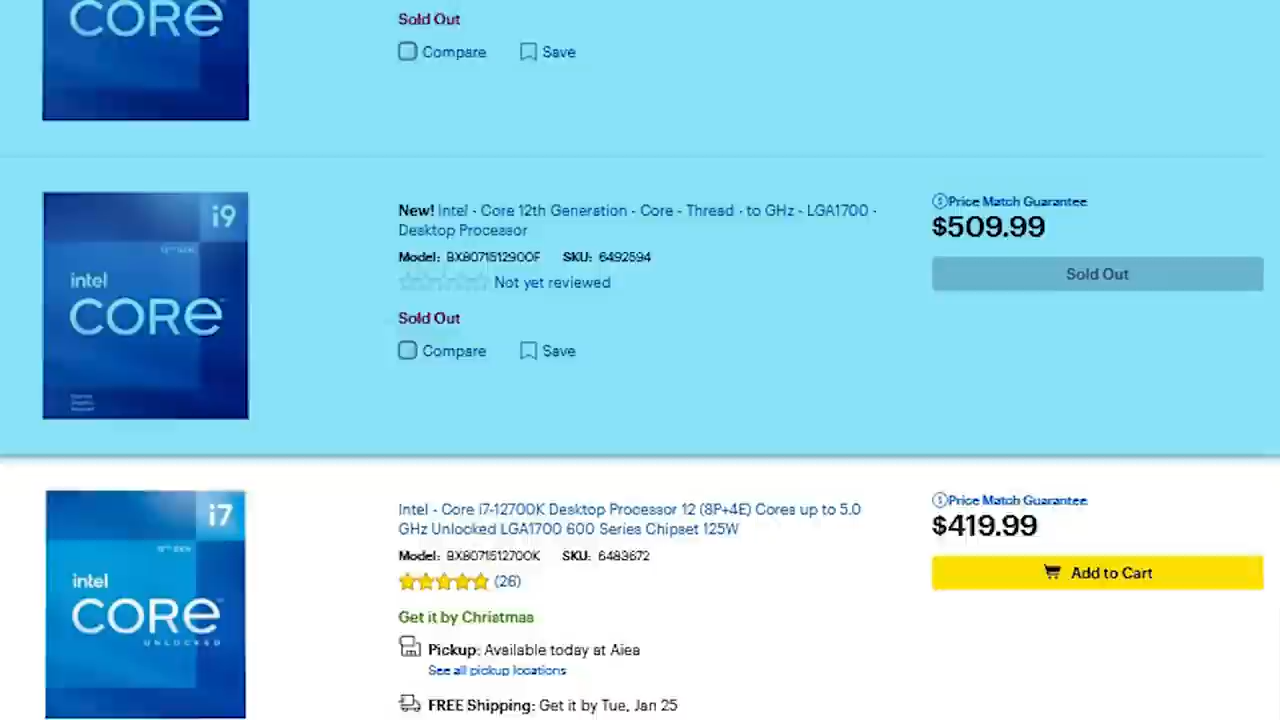 CORE
Sold Out
Compare Save
i9
intel
CORE
New! Intel - Core 12th Generation - Core - Thread - to GHz - LGA1700 -
Desktop Processor
Model: BX8071512900F SKU: 6492594
Not yet reviewed
Sold Out
Compare Save
Price Match Guarantee
$509.99
Sold Out
i7
intel
CORE
UNLOCKED
Intel - Core i7-12700K Desktop Processor 12 (8P+4E) Cores up to 5.0
GHz Unlocked LGA1700 600 Series Chipset 125W
Model: BX8071512700K SKU: 6483672
(26)
Get it by Christmas
Pickup: Available today at Aiea
See all pickup locations
FREE Shipping: Get it by Tue, Jan 25
Price Match Guarantee
$419.99
Add to Cart